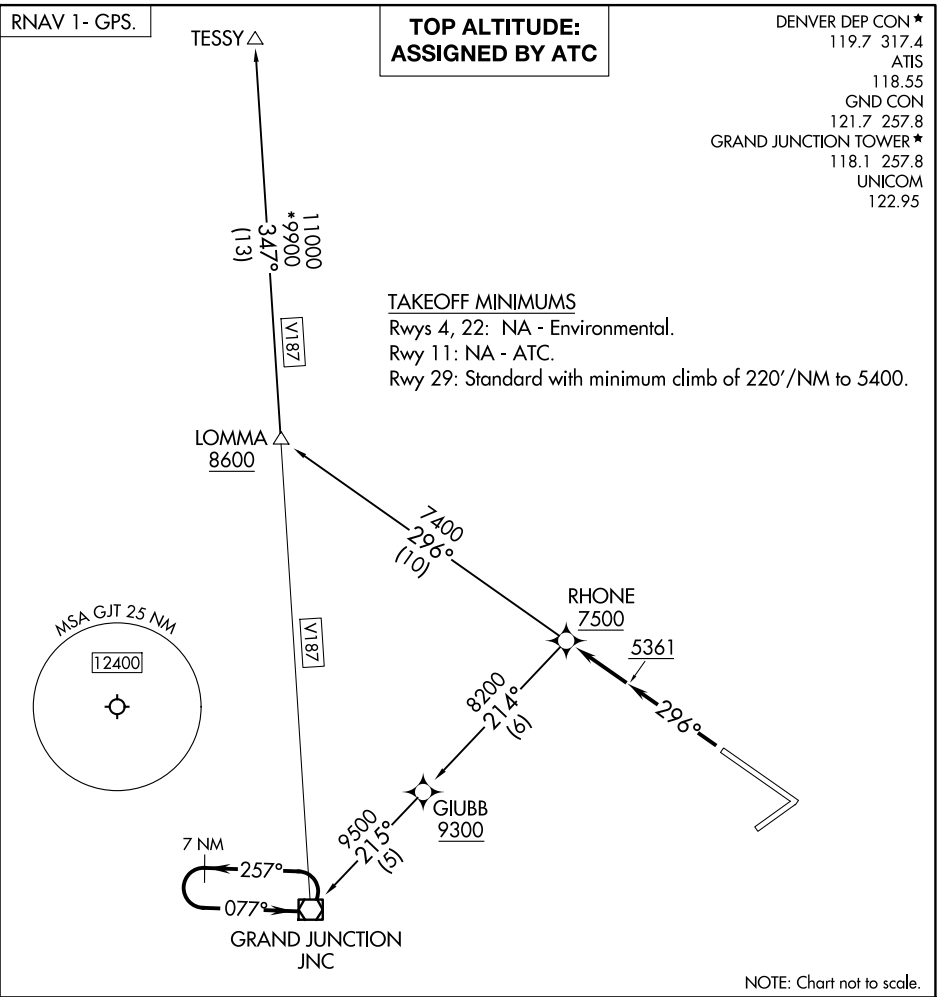 RNAV 1- GPS.
TOP ALTITUDE:
ASSIGNED BY ATC
DENVER DEP CON ★
119.7 317.4
ATIS
118.55
GND CON
121.7 257.8
GRAND JUNCTION TOWER ★
118.1 257.8
UNICOM
122.95
TESSY
11000
*9900
347°
(13)
V187
TAKEOFF MINIMUMS
Rwys 4, 22: NA - Environmental.
Rwy 11: NA - ATC.
Rwy 29: Standard with minimum climb of 220'/NM to 5400.
LOMMA
8600
7400
296°
(10)
RHONE
7500
5361
296°
MSA GJT 25 NM
12400
V187
8200
214°
(6)
GIUBB
9300
9500
215°
(5)
7 NM
257°
077°
GRAND JUNCTION
JNC
NOTE: Chart not to scale.